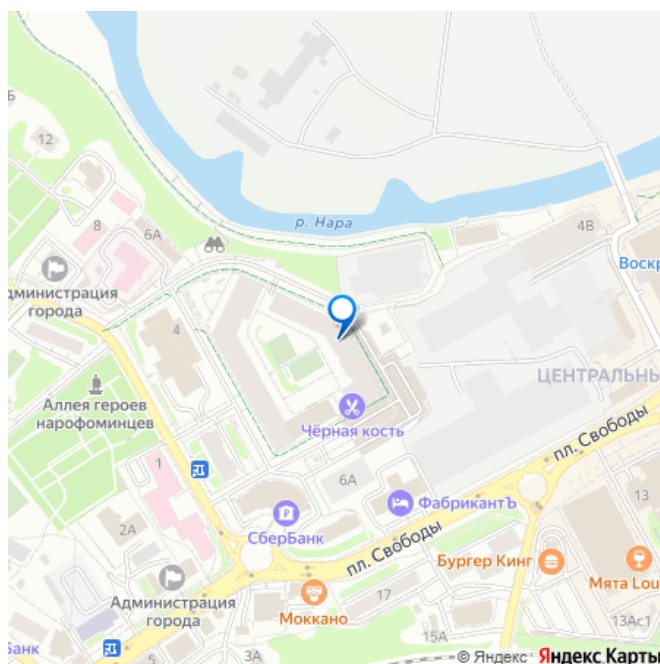 Б
12
р. Нара
8
6А
4В
Воскр
Администрация
города
4
ЦЕНТРАЛЬНЫ
Аллея героев
нарофоминцев
Чёрная кость
пл. Свободы
1
6А
13
2А
СберБанк
ФабрикантЪ
пл. Свободы
Бургер Кинг
Мята Lou
Администрация
города
Моккано
17
13Ас1
Банк
5
3А
15А
© Яндекс Яндекс Карты